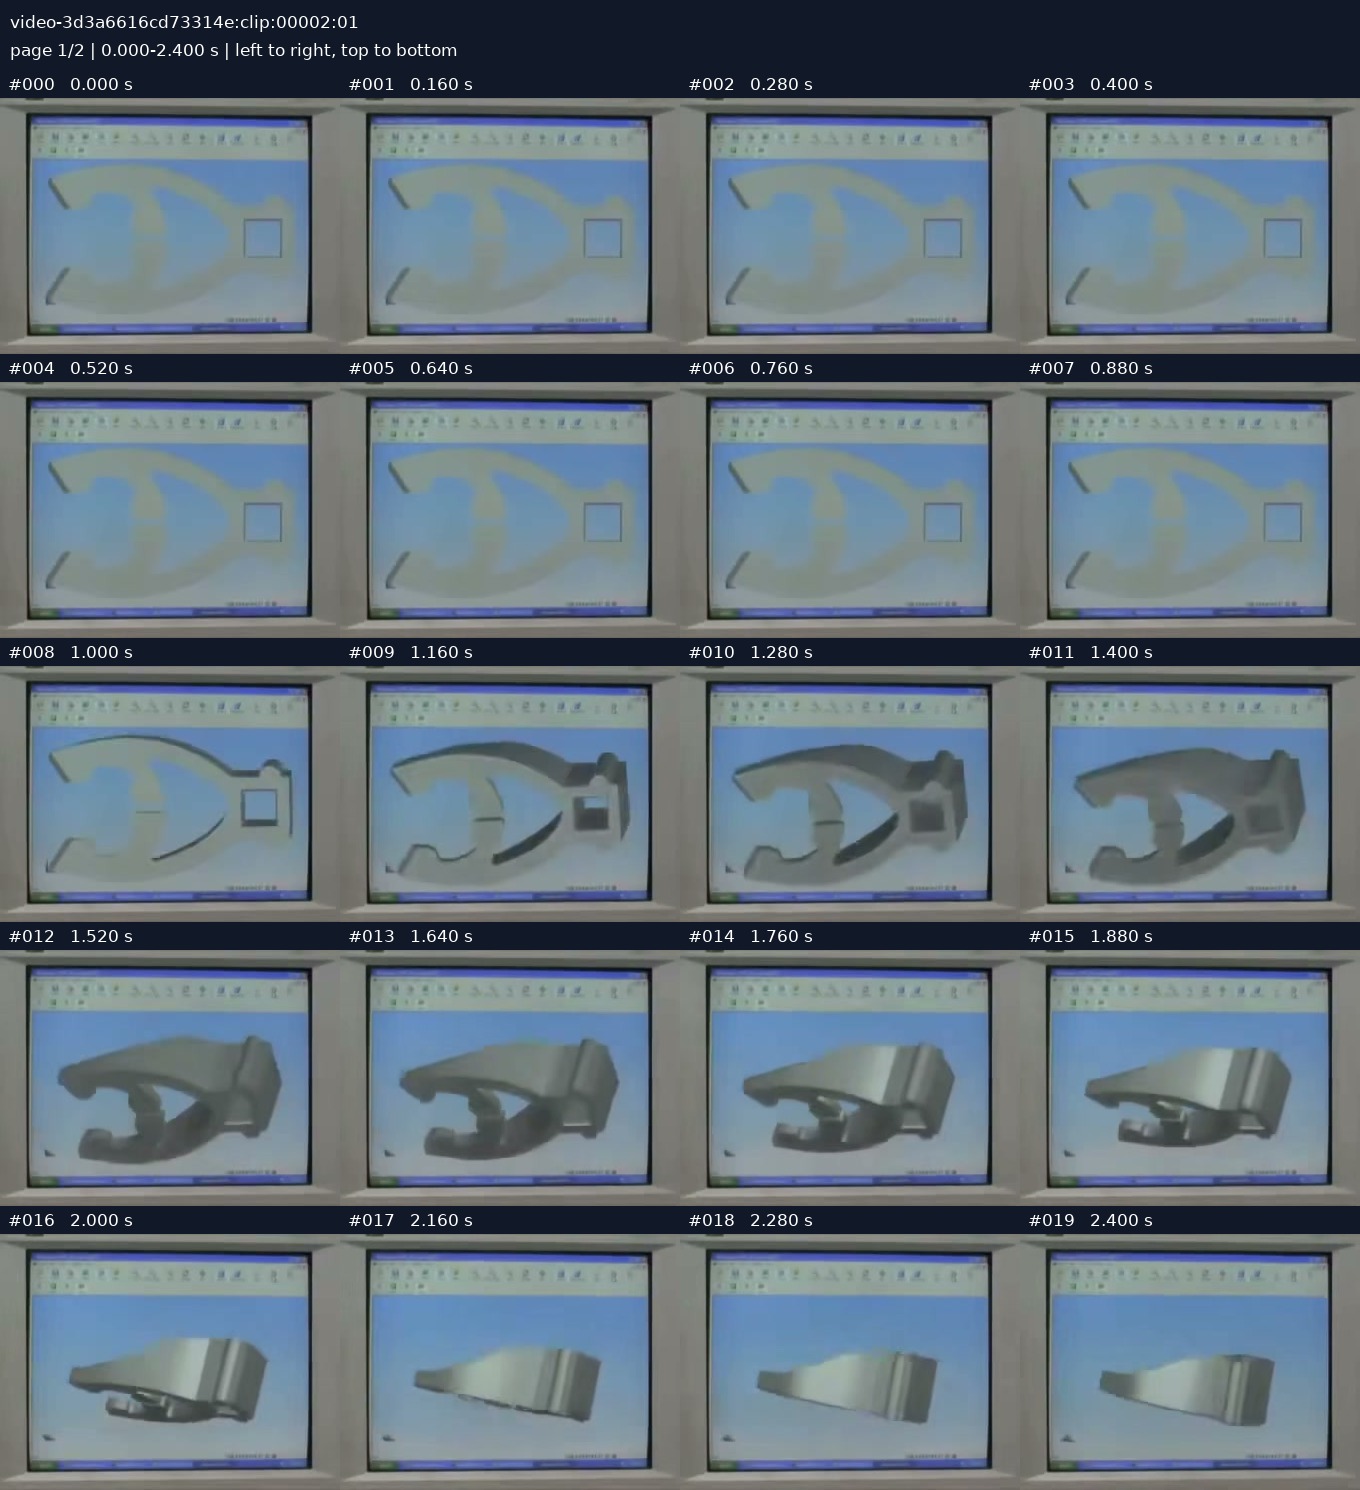 video-3d3a6616cd73314e:clip:00002:01
page 1/2 | 0.000-2.400 s | left to right, top to bottom
#000 0.000 s
#001 0.160 s
#002 0.280 s
#003 0.400 s
#004 0.520 s
#005 0.640 s
#006 0.760 s
#007 0.880 s
#008 1.000 s
#009 1.160 s
#010 1.280 s
#011 1.400 s
#012 1.520 s
#013 1.640 s
#014 1.760 s
#015 1.880 s
#016 2.000 s
#017 2.160 s
#018 2.280 s
#019 2.400 s